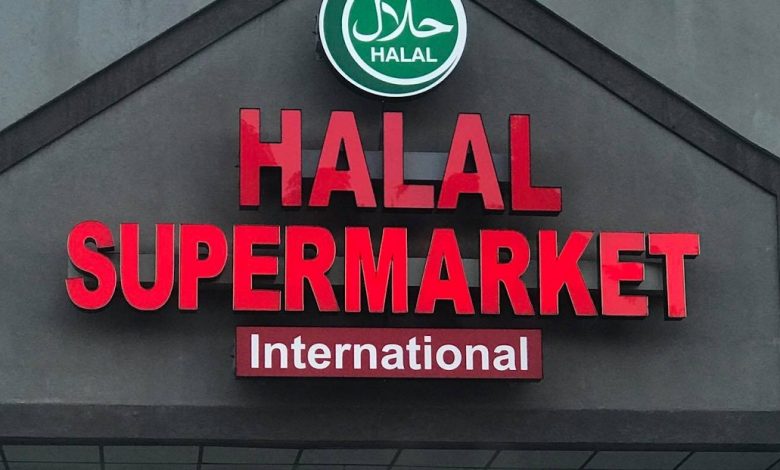 حلال
HALAL
HALAL
SUPERMARKET
International